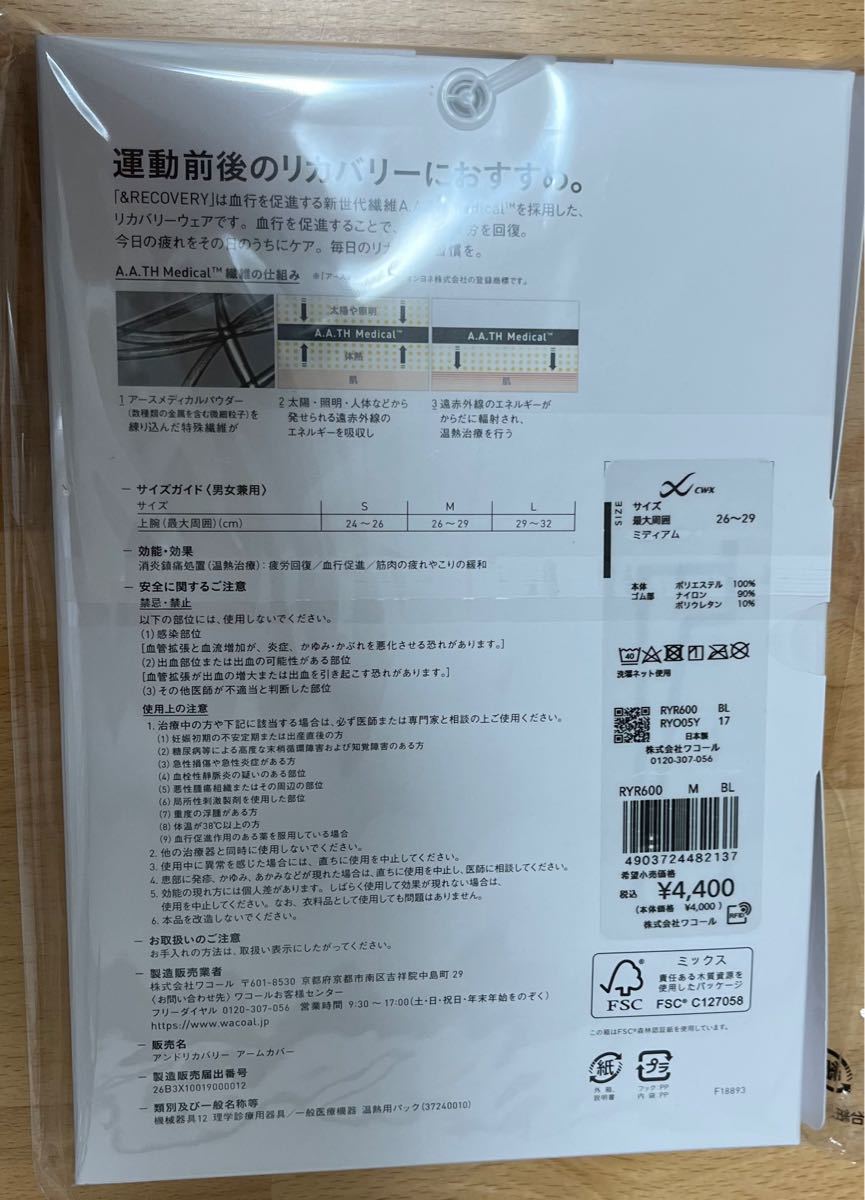 運動前後のリカバリーにおすすめ。
「&RECOVERY」は血行を促進する新世代繊維A.A.TH Medical™を採用した、
リカバリーウェアです。血行を促進することで、 分を回復。
今日の疲れをその日のうちにケア。毎日のリカ 習慣を。
A.A.TH Medical™ 繊維の仕組み ※「アース ヨネ株式会社の登録商標です。
太陽や照明
A.A.TH Medical™
体熱
肌
A.A.TH Medical™
肌
1 アースメディカルパウダー
(数種類の金属を含む微細粒子)を
練り込んだ特殊繊維が
2 太陽・照明・人体などから
発せられる遠赤外線の
エネルギーを吸収し
3 遠赤外線のエネルギーが
からだに輻射され、
温熱治療を行う
サイズガイド〈男女兼用〉
サイズ S M L
上腕(最大周囲)(cm) 24～26 26～29 29～32
効能・効果
消炎鎮痛処置(温熱治療):疲労回復/血行促進/筋肉の疲れやこりの緩和
安全に関するご注意
禁忌・禁止
以下の部位には、使用しないでください。
(1)感染部位
[血管拡張と血流増加が、炎症、かゆみ・かぶれを悪化させる恐れがあります。]
(2)出血部位または出血の可能性がある部位
[血管拡張が出血の増大または出血を引き起こす恐れがあります。]
(3)その他医師が不適当と判断した部位
使用上の注意
1. 治療中の方や下記に該当する場合は、必ず医師または専門家と相談の上ご使用ください。
(1)妊娠初期の不安定期または出産直後の方
(2)糖尿病等による高度な末梢循環障害および知覚障害のある方
(3)急性損傷や急性炎症がある方
(4)血栓性静脈炎の疑いのある部位
(5)悪性腫瘍組織またはその周辺の部位
(6)局所性刺激製剤を使用した部位
(7)重度の浮腫がある方
(8)体温が38℃以上の方
(9)血行促進作用のある薬を服用している場合
2. 他の治療器と同時に使用しないでください。
3. 使用中に異常を感じた場合には、直ちに使用を中止してください。
4. 患部に発疹、かゆみ、あかみなどが現れた場合は、直ちに使用を中止し、医師に相談してください。
5. 効能の現れ方には個人差があります。しばらく使用して効果が現れない場合は、
使用を中止してください。なお、衣料品として使用しても問題はありません。
6. 本品を改造しないでください。
お取扱いのご注意
お手入れの方法は、取扱い表示にしたがってください。
製造販売業者
株式会社ワコール 〒601-8530 京都府京都市南区吉祥院中島町 29
〈お問い合わせ先〉ワコールお客様センター
フリーダイヤル 0120-307-056 営業時間 9:30～17:00(土・日・祝日・年末年始をのぞく)
https://www.wacoal.jp
販売名
アンドリカバリー アームカバー
製造販売届出番号
26B3X10019000012
類別及び一般名称等
機械器具12 理学診療用器具/一般医療機器 温熱用パック(37240010)
CWX
SIZE
サイズ
最大周囲 26～29
ミディアム
本体 ポリエステル 100%
ゴム部 ナイロン 90%
ポリウレタン 10%
40
洗濯ネット使用
RYR600 BL
RYO05Y 17
日本製
株式会社ワコール
0120-307-056
RYR600 M BL
4903724482137
希望小売価格
税込 ¥4,400
(本体価格 ¥4,000)
株式会社ワコール
RFID
FSC
ミックス
責任ある木質資源を
使用したパッケージ
FSC® C127058
この箱はFSC®森林認証紙を使用しています。
紙
外箱、
説明書
プラ
フック:PP
内袋:PP
F18893